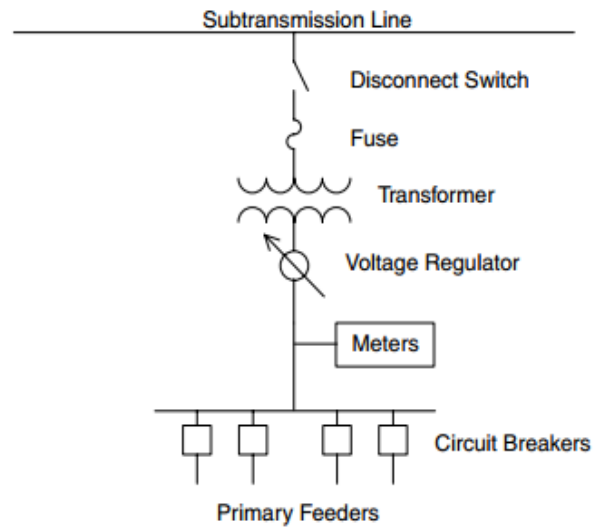 Subtransmission Line
Disconnect Switch
Fuse
Transformer
Voltage Regulator
Meters
Circuit Breakers
Primary Feeders